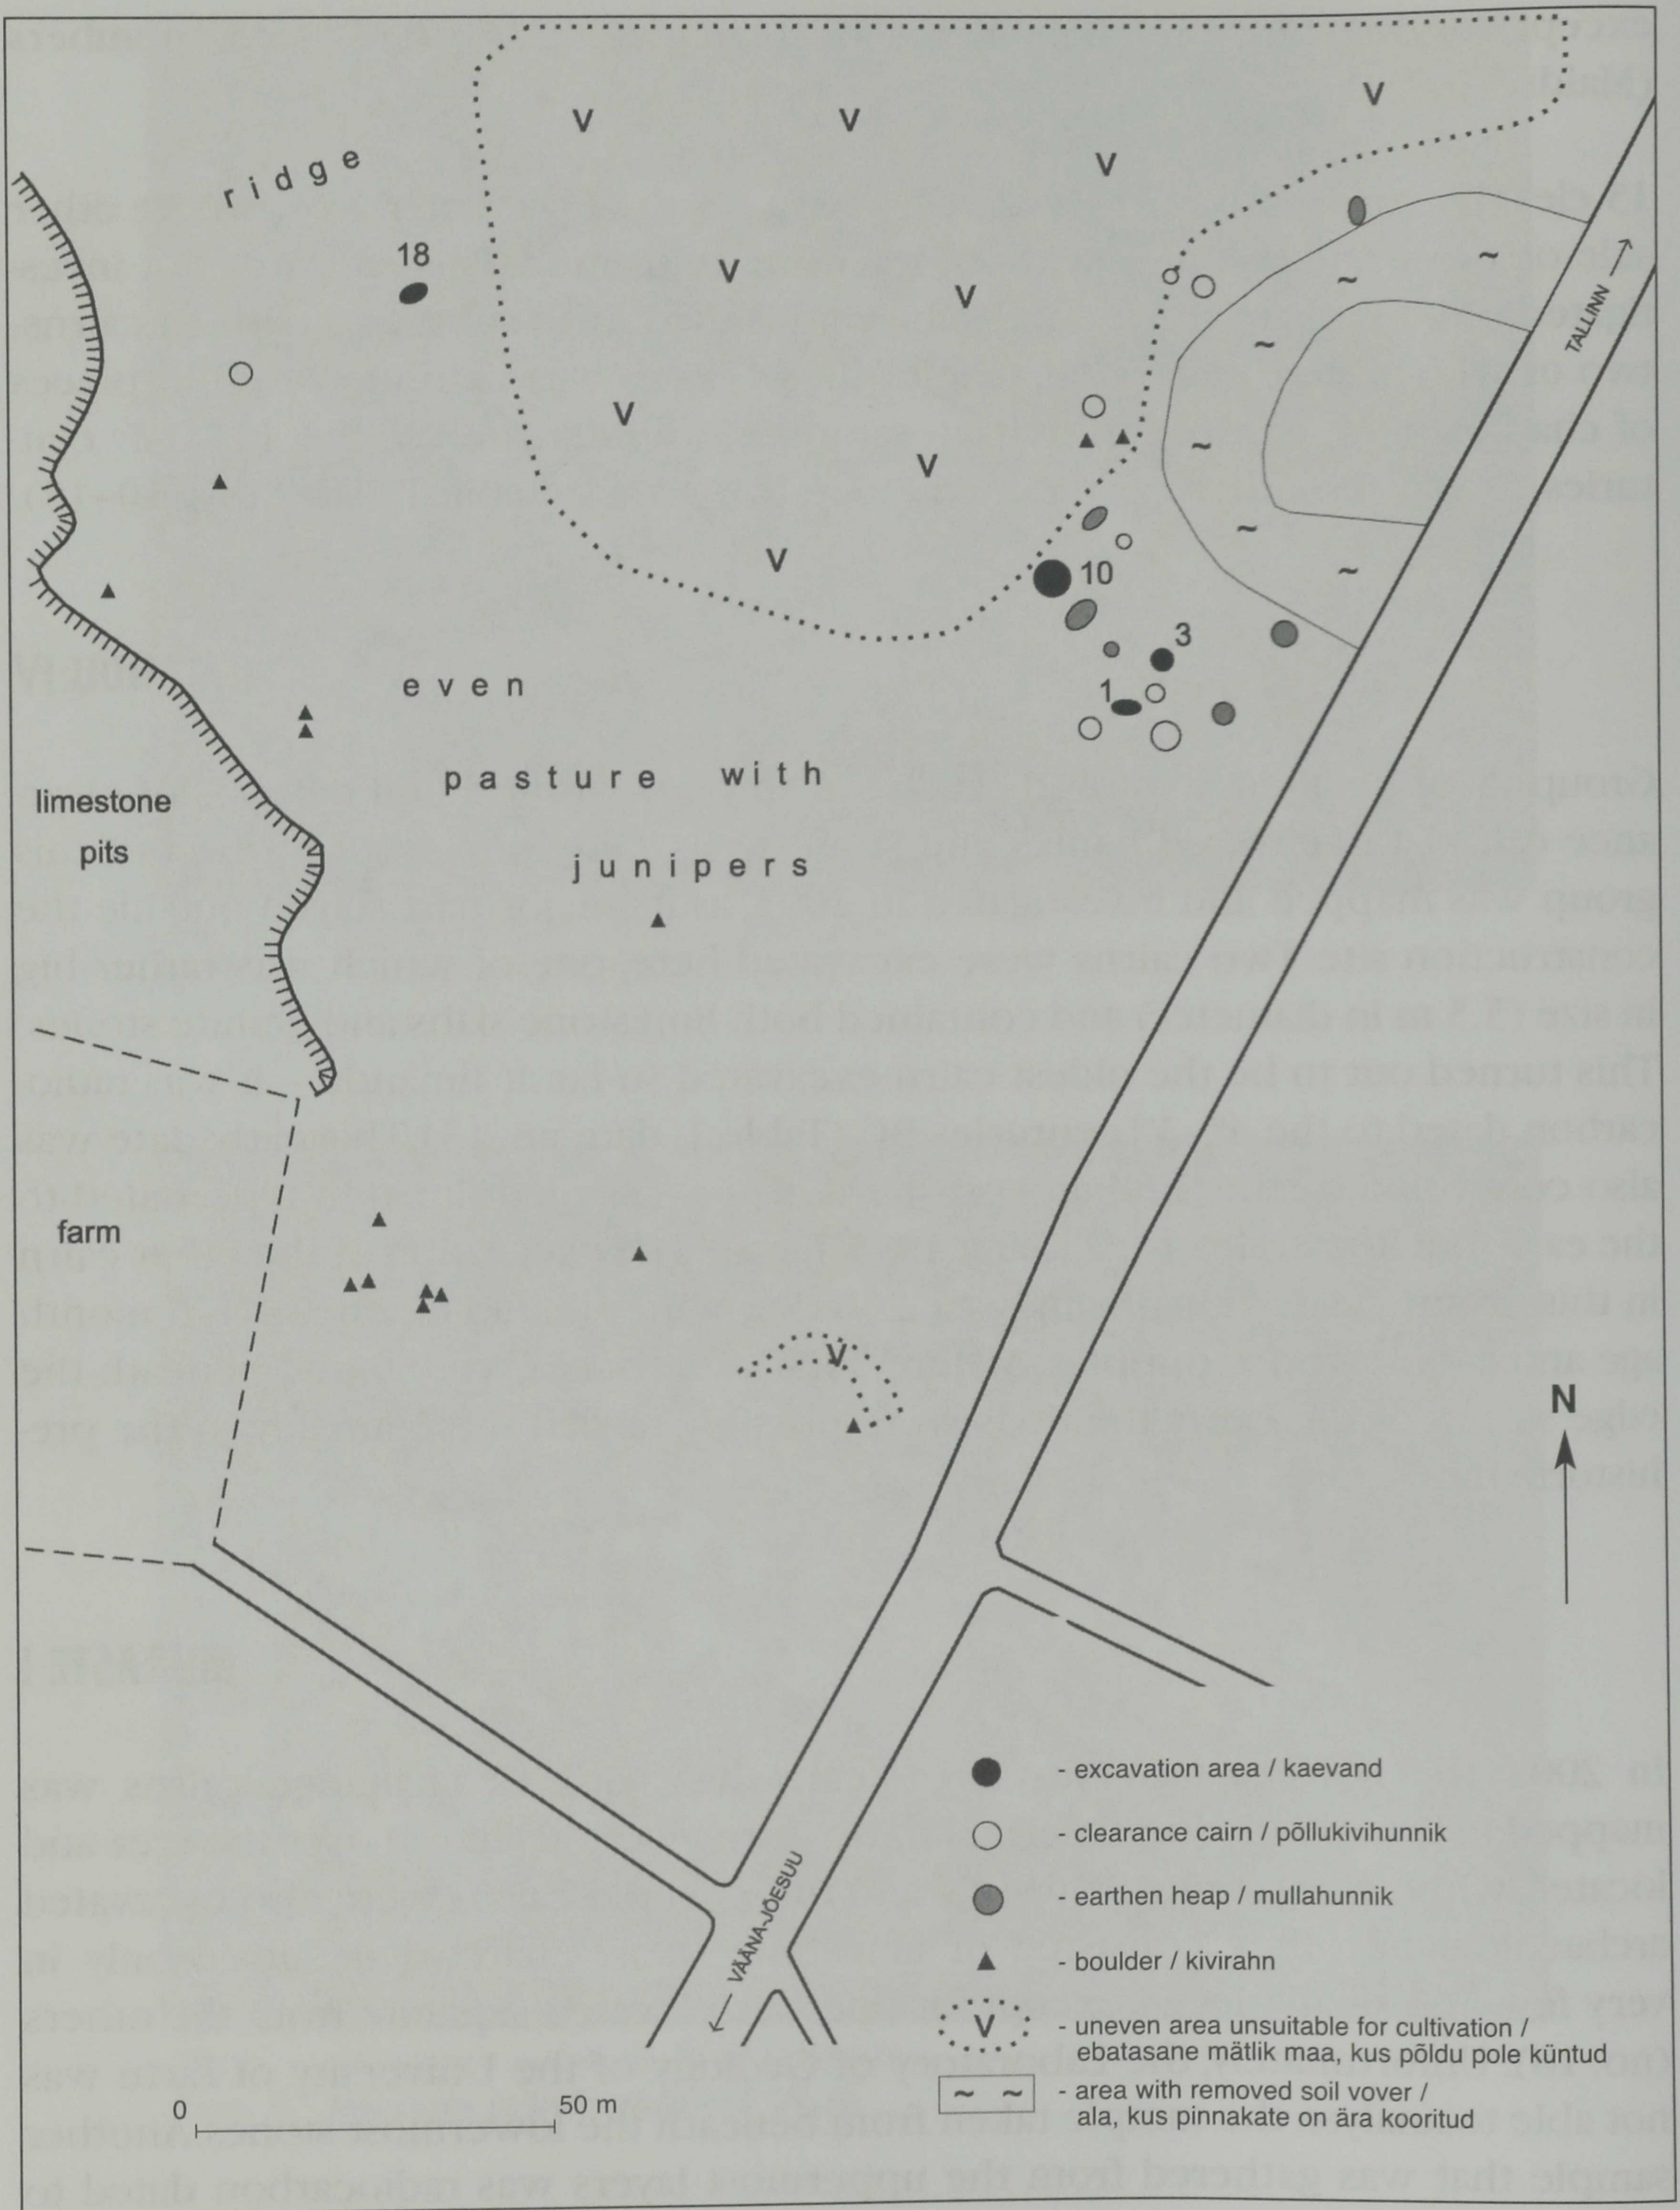 ridge
18
V V V V
V V
V V
V
TALLINN
10
3
1
even
pasture with
junipers
limestone
pits
farm
V
N
VÄÄNA-JÕESUU
- excavation area / kaevand
- clearance cairn / põllukivihunnik
- earthen heap / mullahunnik
- boulder / kivirahn
V - uneven area unsuitable for cultivation /
ebatasane mätlik maa, kus põldu pole küntud
~ ~ - area with removed soil vover /
ala, kus pinnakate on ära kooritud
0 50 m